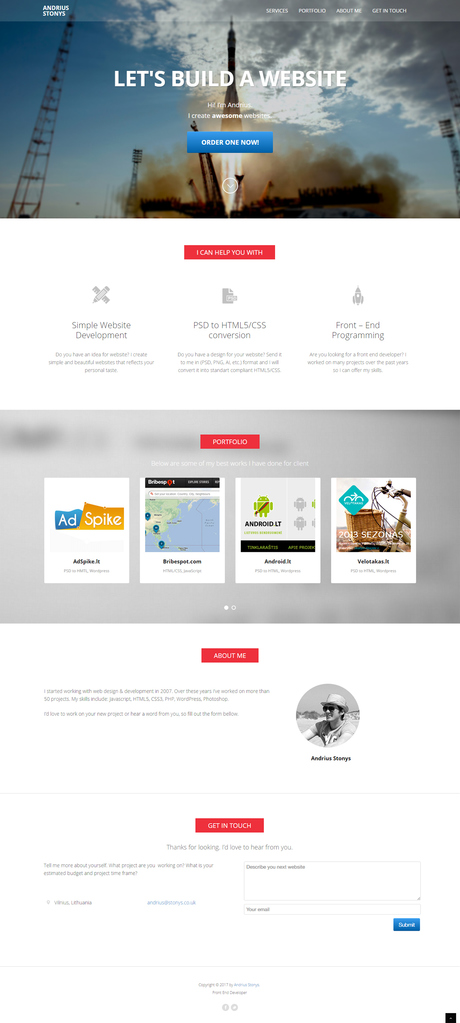 ANDRIUS
STONYS
SERVICES PORTFOLIO ABOUT ME GET IN TOUCH
LET'S BUILD A WEBSITE
Hi! I'm Andrius.
I create awesome websites.
ORDER ONE NOW!
I CAN HELP YOU WITH
Simple Website
Development
Do you have an idea for website? I create
simple and beautiful websites that reflects your
personal taste.
PSD to HTML5/CSS
conversion
Do you have a design for your website? Send it
to me in (PSD, PNG, AI, etc.) format and I will
convert it into standart compliant HTML5/CSS.
Front – End
Programming
Are you looking for a front-end developer? I
worked on many projects over the past years
so I can offer my skills.
PORTFOLIO
Below are some of my best works I have done for client
Ad Spike
AdSpike.lt
PSD to HMTL, Wordpress
Bribespot
Bribespot.com
HTML/CSS, JavaScript
ANDROID.LT
TINKLARAŠTIS APIE PROJEKT
Android.lt
PSD to HTML, Wordpress
VELOTAKAS
2013 SEZONAS
Velotakas.lt
PSD to HTML, Wordpress
ABOUT ME
I started working with web design & development in 2007. Over these years I've worked on more than
50 projects. My skills include: Javascript, HTML5, CSS3, PHP, WordPress, Photoshop.
I'd love to work on your new project or hear a word from you, so fill out the form bellow.
Andrius Stonys
GET IN TOUCH
Thanks for looking, I'd love to hear from you.
Tell me more about yourself. What project are you working on? What is your
estimated budget and project time frame?
Vilnius, Lithuania
andrius@stonys.co.uk
Describe you next website
Your email
Submit
Copyright © 2017 by Andrius Stonys
Front End Developer